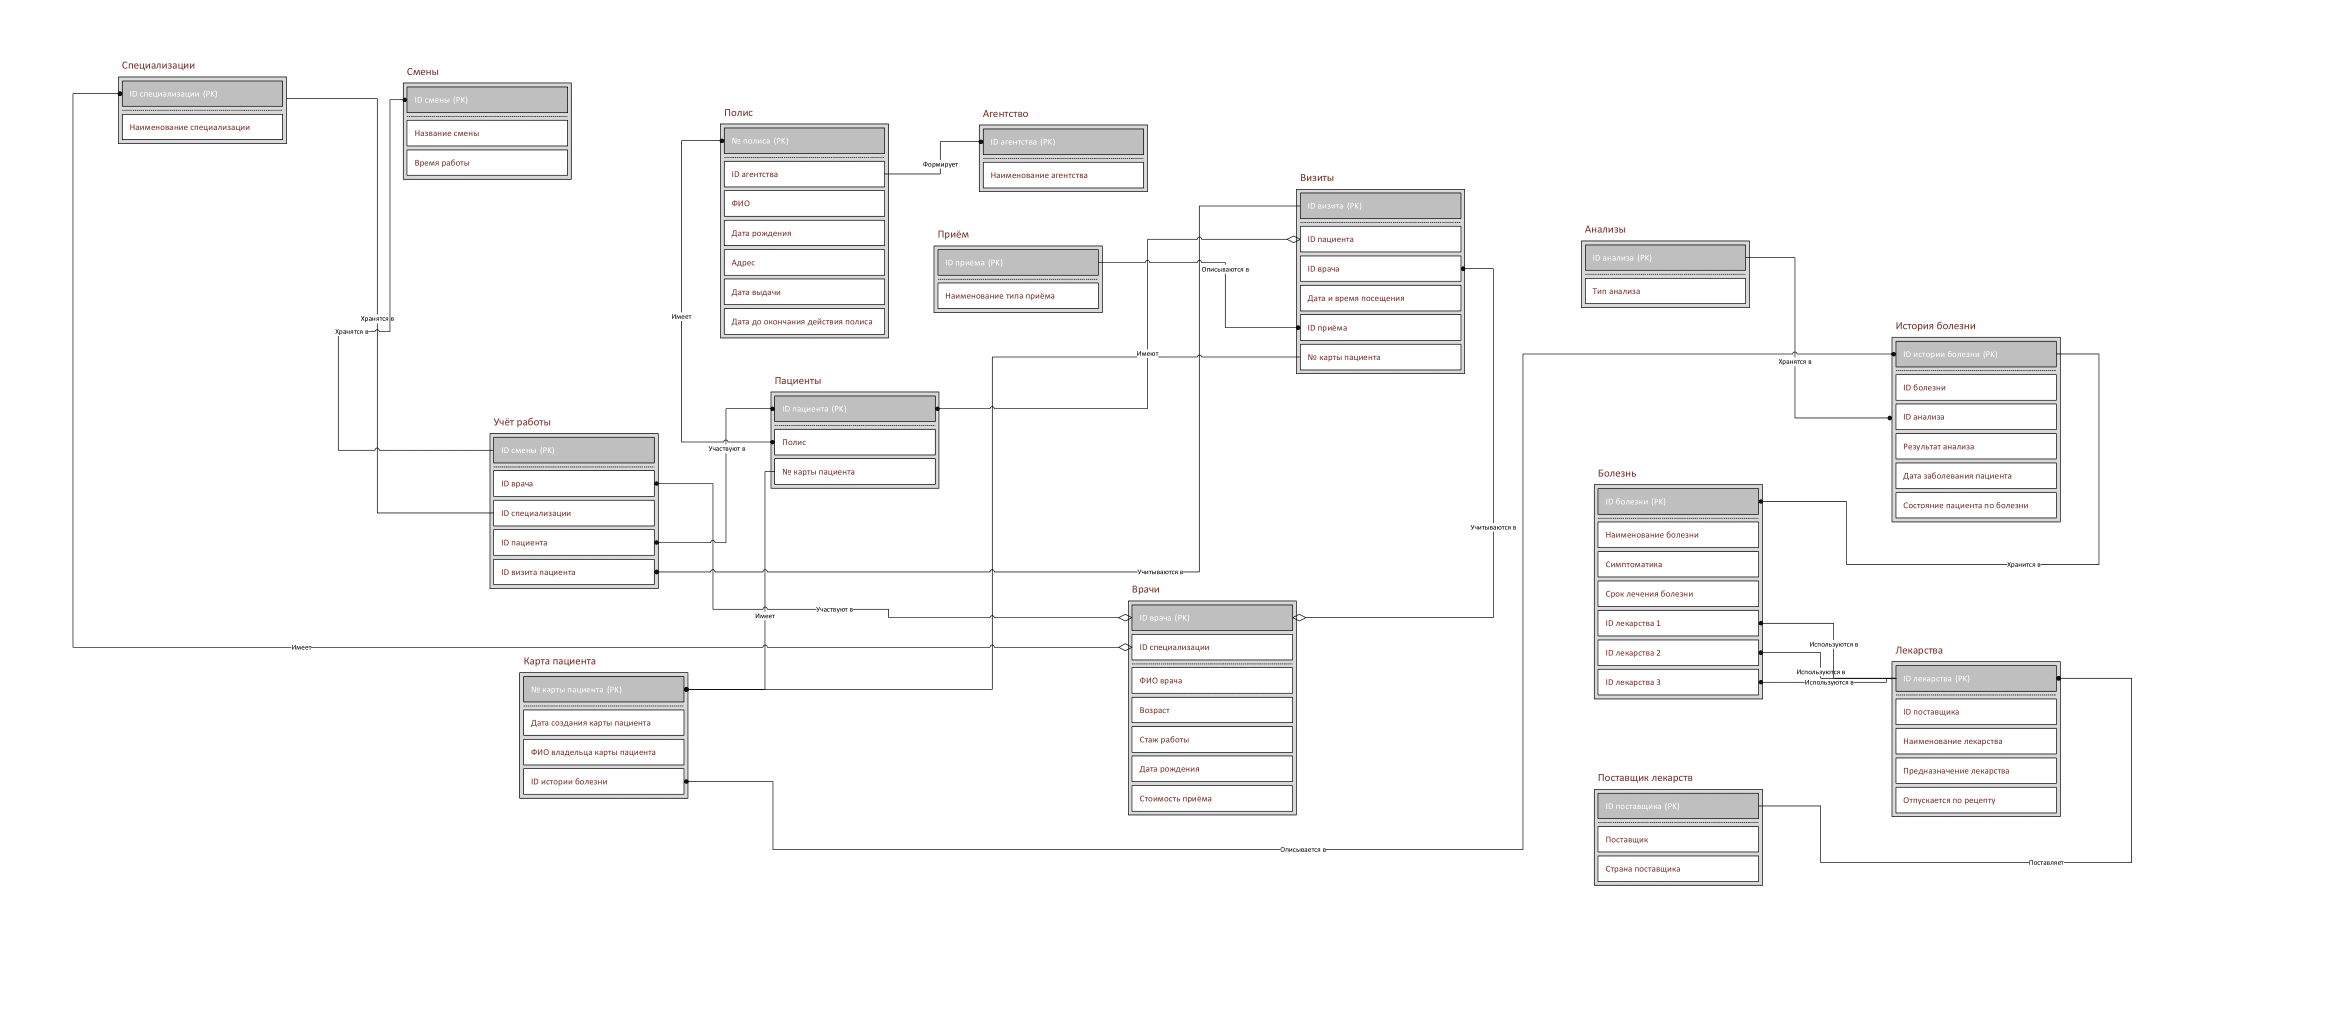 Специализации
ID специализации (PK)
Наименование специализации
Смены
ID смены (PK)
Название смены
Время работы
Полис
№ полиса (PK)
ID агентства
ФИО
Дата рождения
Адрес
Дата выдачи
Дата до окончания действия полиса
Формирует
Агентство
ID агентства (PK)
Наименование агентства
Приём
ID приёма (PK)
Наименование типа приёма
Описываются в
Визиты
ID визита (PK)
ID пациента
ID врача
Дата и время посещения
ID приёма
№ карты пациента
Анализы
ID анализа (PK)
Тип анализа
Хранятся в
История болезни
ID истории болезни (PK)
ID болезни
ID анализа
Результат анализа
Дата заболевания пациента
Состояние пациента по болезни
Хранятся в
Хранятся в
Имеет
Имеют
Пациенты
ID пациента (PK)
Полис
№ карты пациента
Участвуют в
Учёт работы
ID смены (PK)
ID врача
ID специализации
ID пациента
ID визита пациента
Учитываются в
Учитываются в
Участвуют в
Имеет
Имеет
Болезнь
ID болезни (PK)
Наименование болезни
Симптоматика
Срок лечения болезни
ID лекарства 1
ID лекарства 2
ID лекарства 3
Хранится в
Используются в
Используются в
Используются в
Врачи
ID врача (PK)
ID специализации
ФИО врача
Возраст
Стаж работы
Дата рождения
Стоимость приёма
Карта пациента
№ карты пациента (PK)
Дата создания карты пациента
ФИО владельца карты пациента
ID истории болезни
Описывается в
Лекарства
ID лекарства (PK)
ID поставщика
Наименование лекарства
Предназначение лекарства
Отпускается по рецепту
Поставщик лекарств
ID поставщика (PK)
Поставщик
Страна поставщика
Поставляет